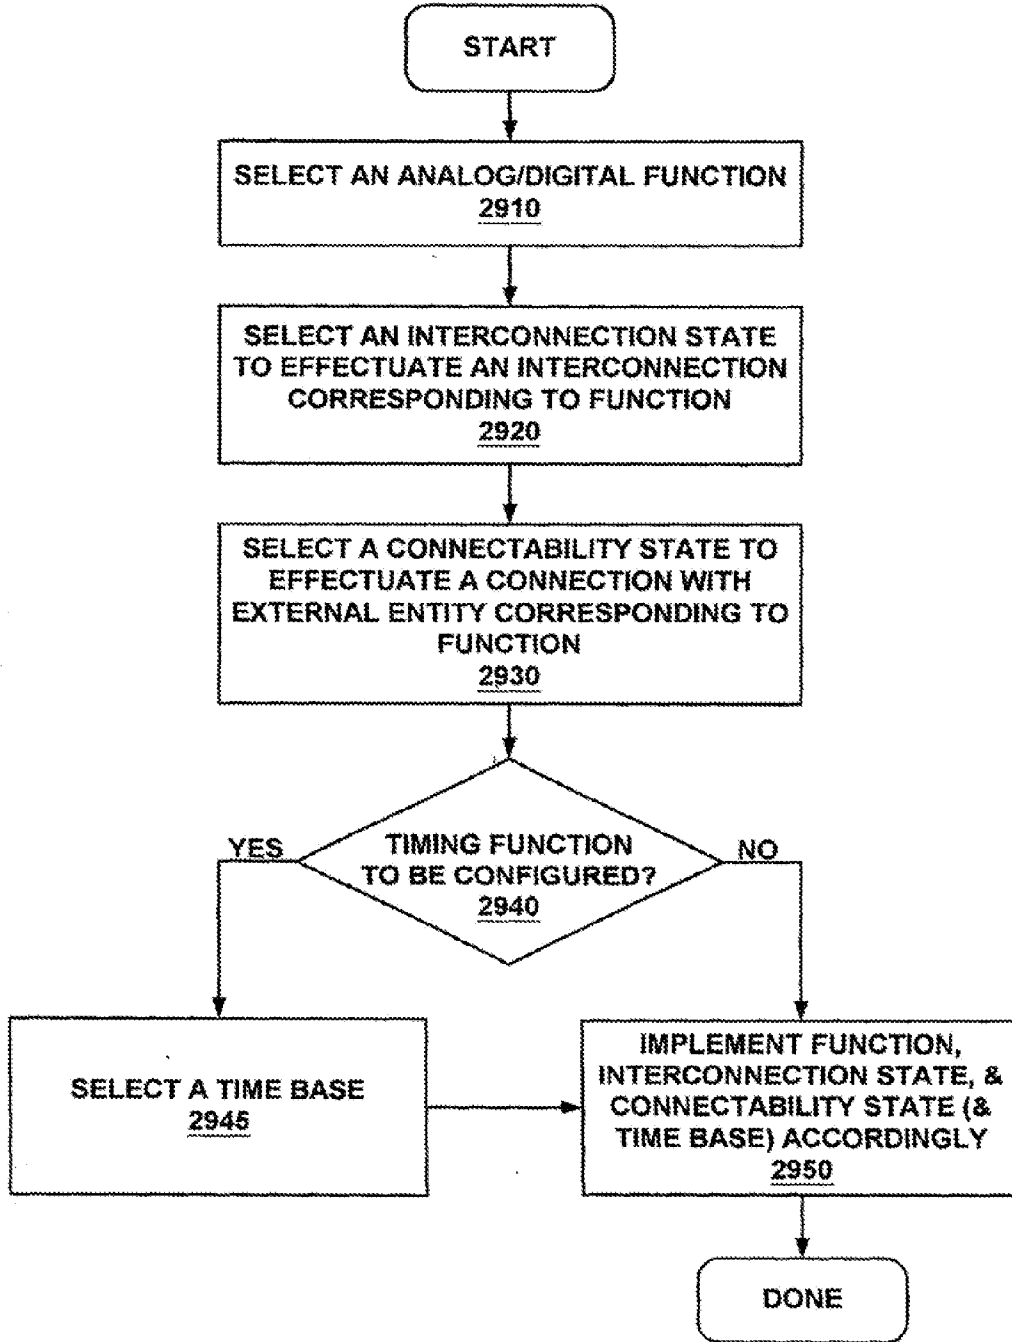 START
SELECT AN ANALOG/DIGITAL FUNCTION
2910
SELECT AN INTERCONNECTION STATE
TO EFFECTUATE AN INTERCONNECTION
CORRESPONDING TO FUNCTION
2920
SELECT A CONNECTABILITY STATE TO
EFFECTUATE A CONNECTION WITH
EXTERNAL ENTITY CORRESPONDING TO
FUNCTION
2930
TIMING FUNCTION
TO BE CONFIGURED?
2940
YES
NO
SELECT A TIME BASE
2945
IMPLEMENT FUNCTION,
INTERCONNECTION STATE, &
CONNECTABILITY STATE (&
TIME BASE) ACCORDINGLY
2950
DONE